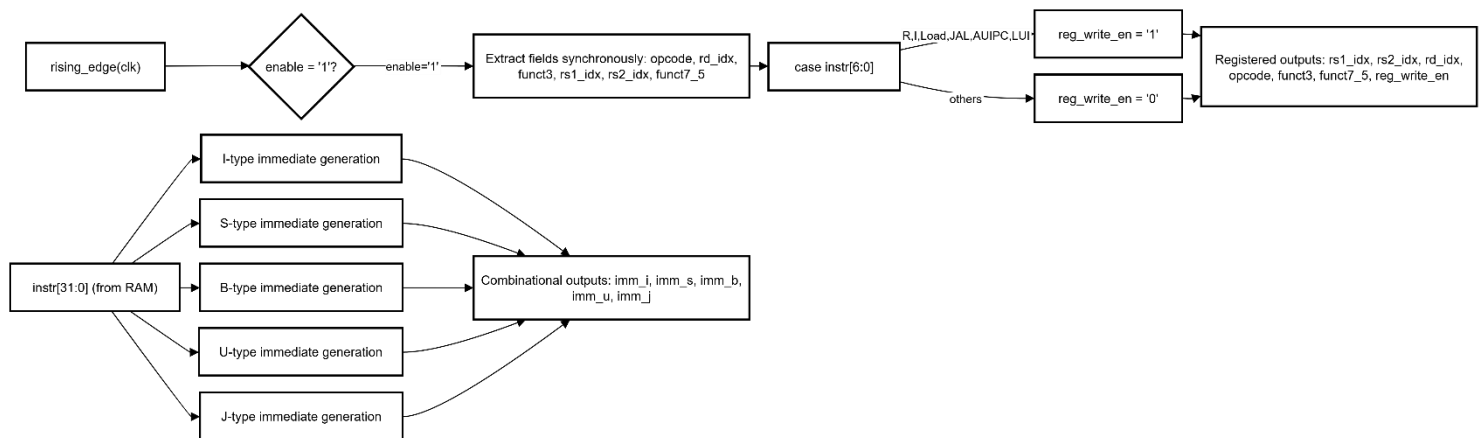 rising_edge(clk)
enable = '1'?
enable='1'
Extract fields synchronously: opcode, rd_idx,
funct3, rs1_idx, rs2_idx, funct7_5
case instr[6:0]
R,I,Load,JAL,AUIPC,LUI
others
reg_write_en = '1'
reg_write_en = '0'
Registered outputs: rs1_idx, rs2_idx, rd_idx,
opcode, funct3, funct7_5, reg_write_en
instr[31:0] (from RAM)
I-type immediate generation
S-type immediate generation
B-type immediate generation
U-type immediate generation
J-type immediate generation
Combinational outputs: imm_i, imm_s, imm_b,
imm_u, imm_j